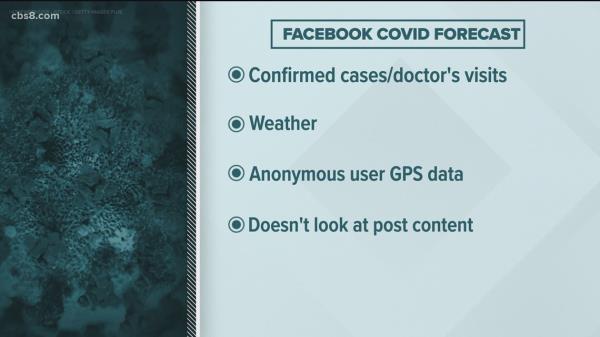 cbs8.com
FACEBOOK COVID FORECAST
Confirmed cases/doctor's visits
Weather
Anonymous user GPS data
Doesn't look at post content